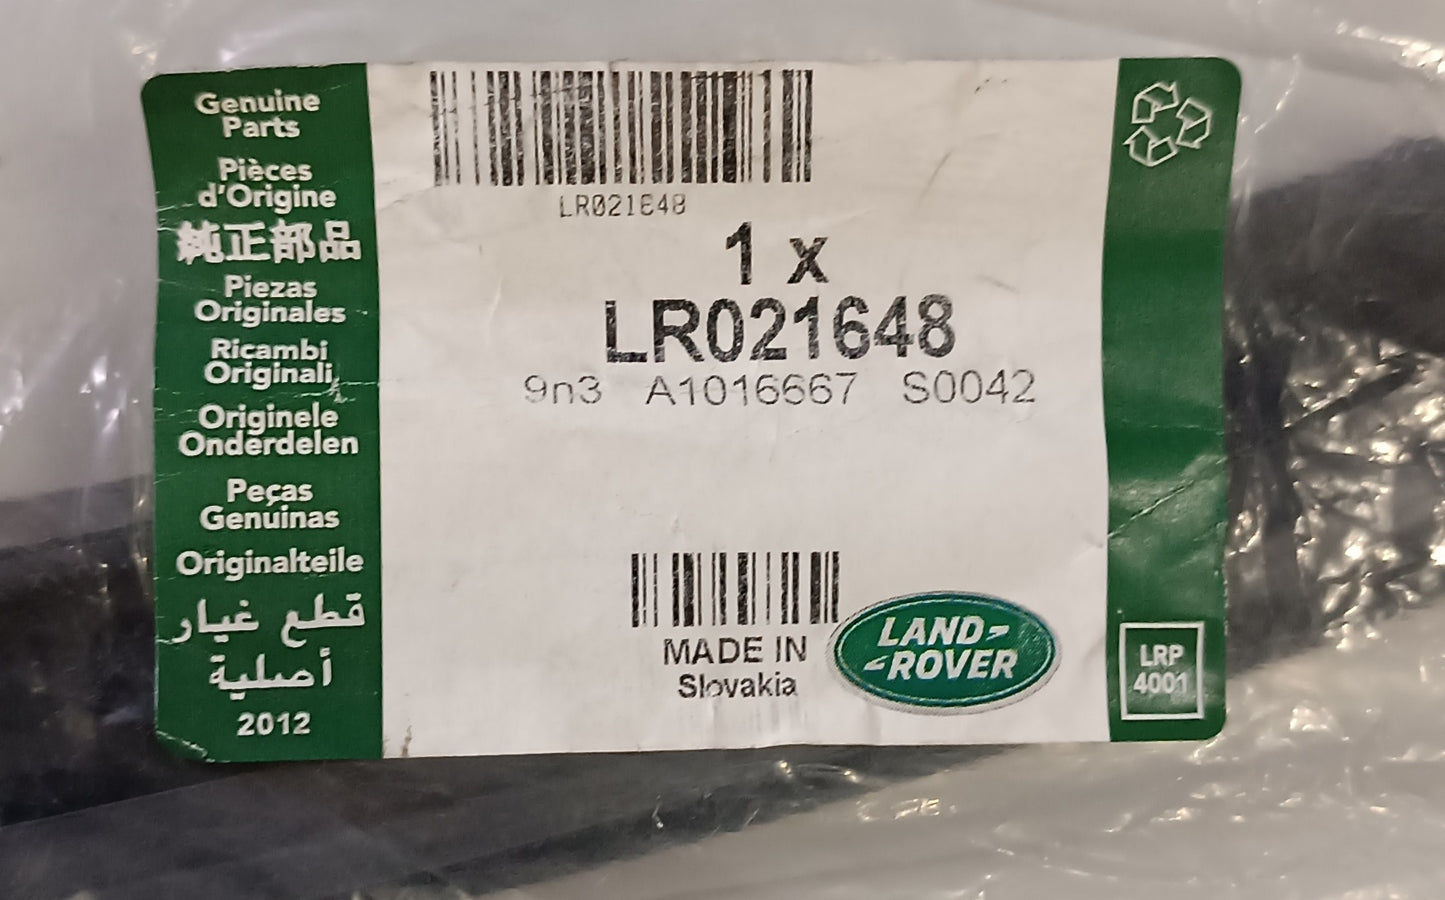 Genuine
Parts
Pièces
d'Origine
純正部品
Piezas
Originales
Ricambi
Originali
Originele
Onderdelen
Peças
Genuinas
Originalteile
قطع غيار
أصلية
2012
LR021648
1 x
LR021648
9n3 A1016667 S0042
MADE IN
Slovakia
LAND
ROVER
LRP
4001